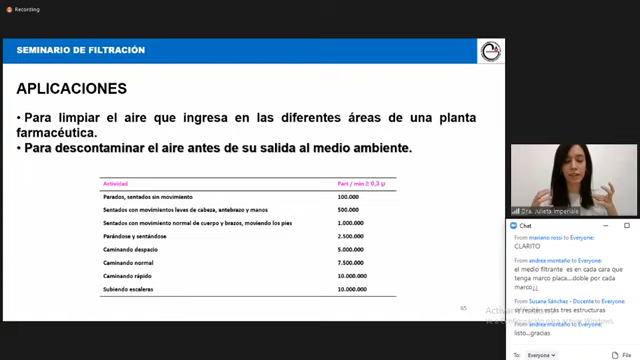 Recording
SEMINARIO DE FILTRACIÓN
APLICACIONES
• Para limpiar el aire que ingresa en las diferentes áreas de una planta
farmacéutica.
• Para descontaminar el aire antes de su salida al medio ambiente.
Actividad Part / min ≥ 0,3 μ
Parados, sentados sin movimiento 100.000
Sentados con movimientos leves de cabeza, antebrazo y manos 500.000
Sentados con movimiento normal de cuerpo y brazos, moviendo los pies 1.000.000
Parándose y sentándose 2.500.000
Caminando despacio 5.000.000
Caminando normal 7.500.000
Caminando rápido 10.000.000
Subiendo escaleras 10.000.000
65
Dra. Julieta Imperiale
Chat
From mariano rossi to Everyone:
CLARITO
From andrea montaño to Everyone:
el medio filtrante es en cada cara que
tenga marco placa....doble por cada
marco¿¿
From Susana Sánchez - Docente to Everyone:
estás tres estructuras
From andrea montaño to Everyone:
listo...gracias
To: Everyone
File